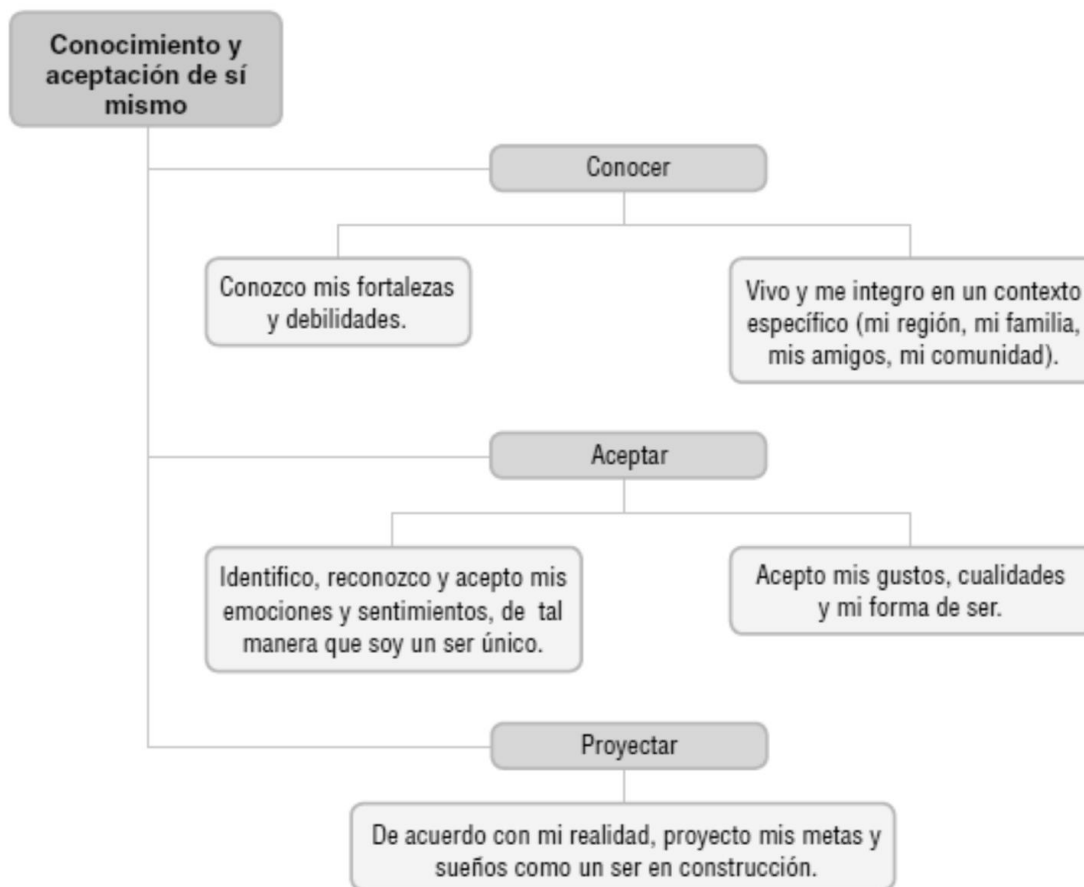 Conocimiento y
aceptación de sí
mismo
Conocer
Conozco mis fortalezas
y debilidades.
Vivo y me integro en un contexto
específico (mi región, mi familia,
mis amigos, mi comunidad).
Aceptar
Identifico, reconozco y acepto mis
emociones y sentimientos, de tal
manera que soy un ser único.
Acepto mis gustos, cualidades
y mi forma de ser.
Proyectar
De acuerdo con mi realidad, proyecto mis metas y
sueños como un ser en construcción.